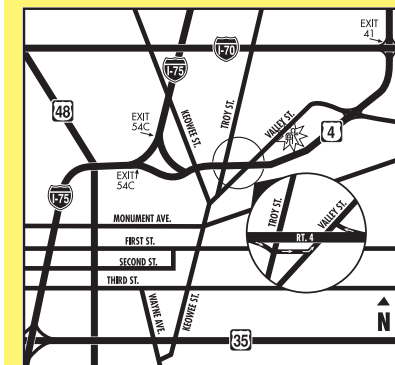 EXIT
41
I-70
I-75
48
KEOWEE ST.
TROY ST.
EXIT
54C
VALLEY ST.
4
EXIT
54C
I-75
TROY ST.
VALLEY ST.
MONUMENT AVE.
FIRST ST.
RT. 4
SECOND ST.
THIRD ST.
WAYNE AVE.
KEOWEE ST.
N
35